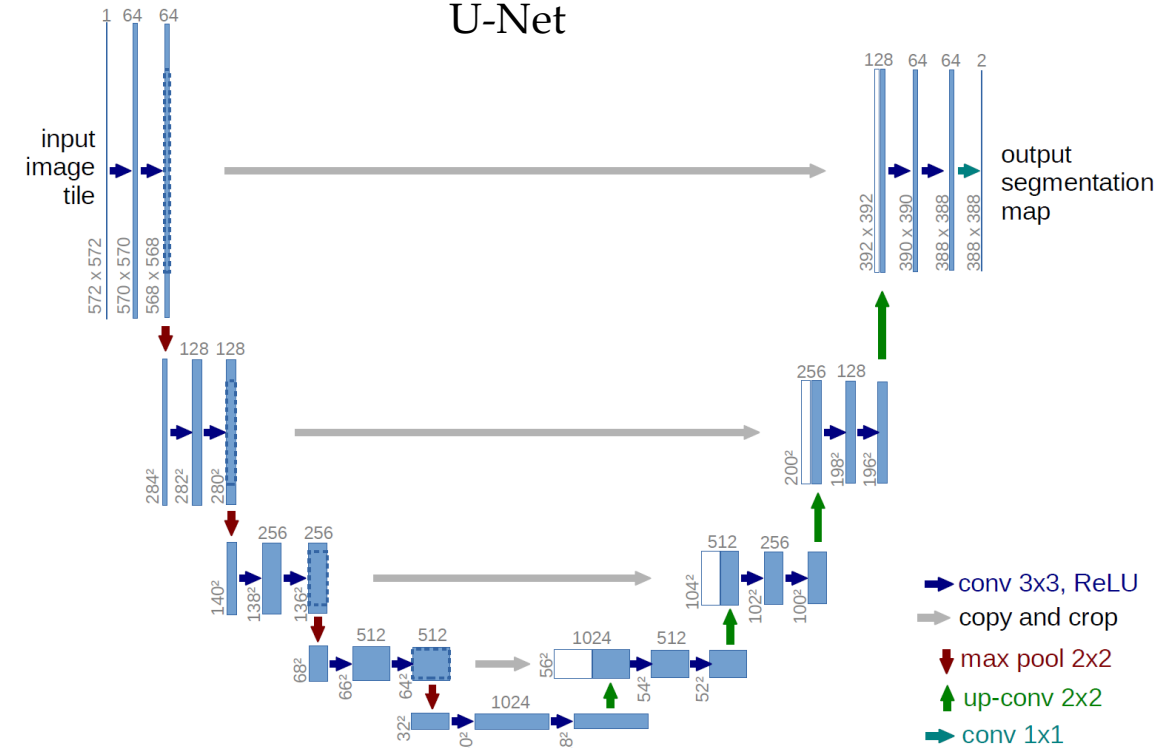 U-Net
1 64 64
input
image
tile
572 x 572
570 x 570
568 x 568
128 64 64 2
output
segmentation
map
392 x 392
390 x 390
388 x 388
388 x 388
128 128
284²
282²
280²
256 128
200²
198²
196²
256 256
140²
138²
136²
512 256
104²
102²
100²
512 512
68²
66²
64²
1024 512
56²
54²
52²
1024
32²
0²
8²
conv 3x3, ReLU
copy and crop
max pool 2x2
up-conv 2x2
conv 1x1